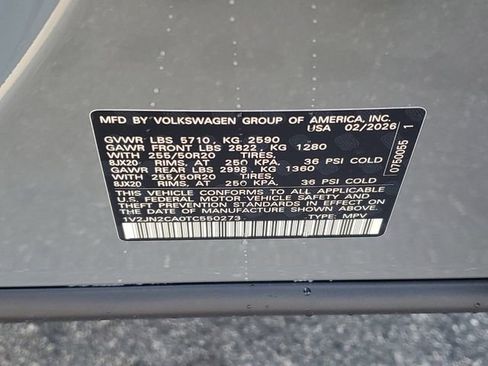 MFD. BY VOLKSWAGEN GROUP OF AMERICA, INC.
USA 02/2026
GVWR LBS 5710, KG 2590
GAWR FRONT LBS 2822, KG 1280
WITH 255/50R20 TIRES,
8JX20 RIMS, AT 250 KPA, 36 PSI COLD
GAWR REAR LBS 2998, KG 1360
WITH 255/50R20 TIRES,
8JX20 RIMS, AT 250 KPA, 36 PSI COLD
THIS VEHICLE CONFORMS TO ALL APPLICABLE
U.S. FEDERAL MOTOR VEHICLE SAFETY AND
THEFT PREVENTION STANDARDS IN EFFECT ON THE
DATE OF MANUFACTURE SHOWN ABOVE.
1V2JN2CA0TC550273 TYPE: MPV
0750055 1